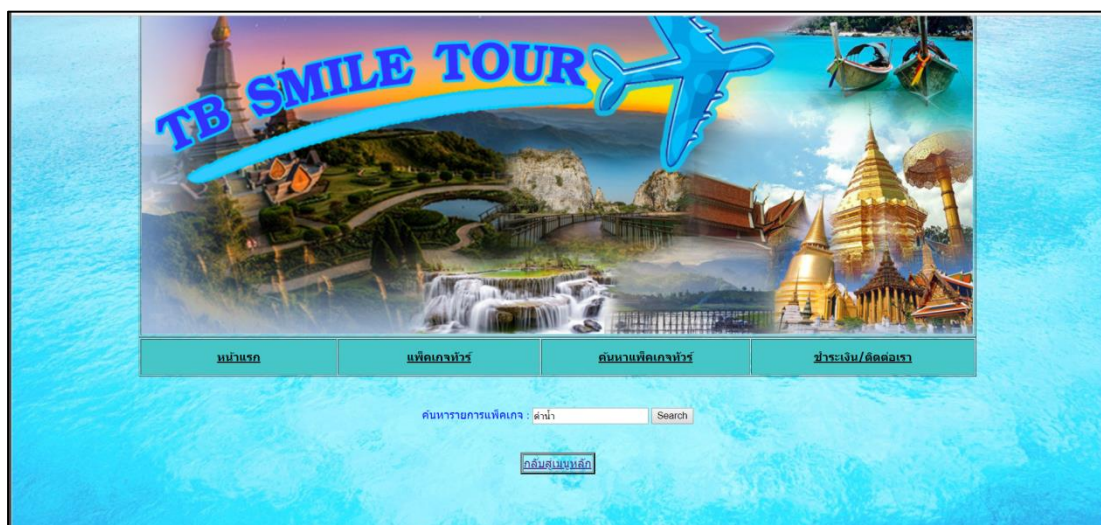 TB SMILE TOUR
หน้าแรก
แพ็คเกจทัวร์
ค้นหาแพ็คเกจทัวร์
ชำระเงิน/ติดต่อเรา
ค้นหารายการแพ็คเกจ : ดำน้ำ Search
กลับสู่เมนูหลัก